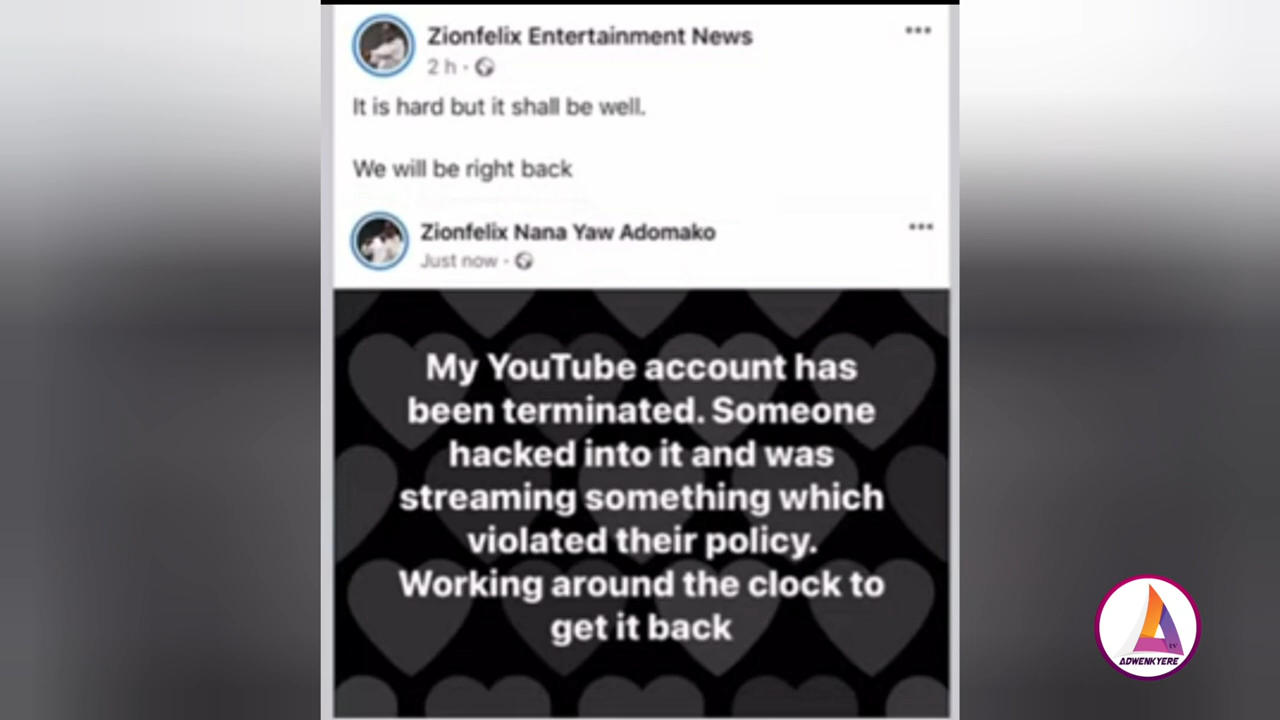 Zionfelix Entertainment News
2 h ·
It is hard but it shall be well.
We will be right back
Zionfelix Nana Yaw Adomako
Just now ·
My YouTube account has
been terminated. Someone
hacked into it and was
streaming something which
violated their policy.
Working around the clock to
get it back
tv
ADWENKYERE